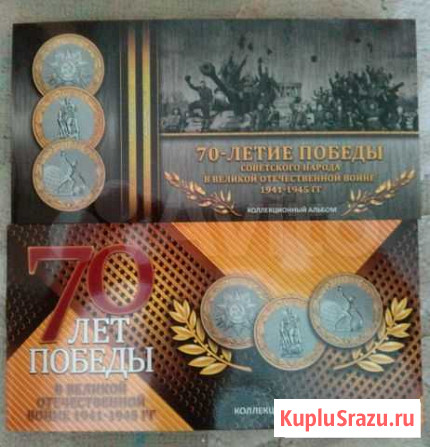 70-ЛЕТИЕ ПОБЕДЫ
СОВЕТСКОГО НАРОДА
В ВЕЛИКОЙ ОТЕЧЕСТВЕННОЙ ВОЙНЕ
1941-1945 ГГ
КОЛЛЕКЦИОННЫЙ АЛЬБОМ
70
ЛЕТ
ПОБЕДЫ
В ВЕЛИКОЙ
ОТЕЧЕСТВЕННОЙ
ВОЙНЕ 1941-1945 ГГ
KupluSrazu.ru